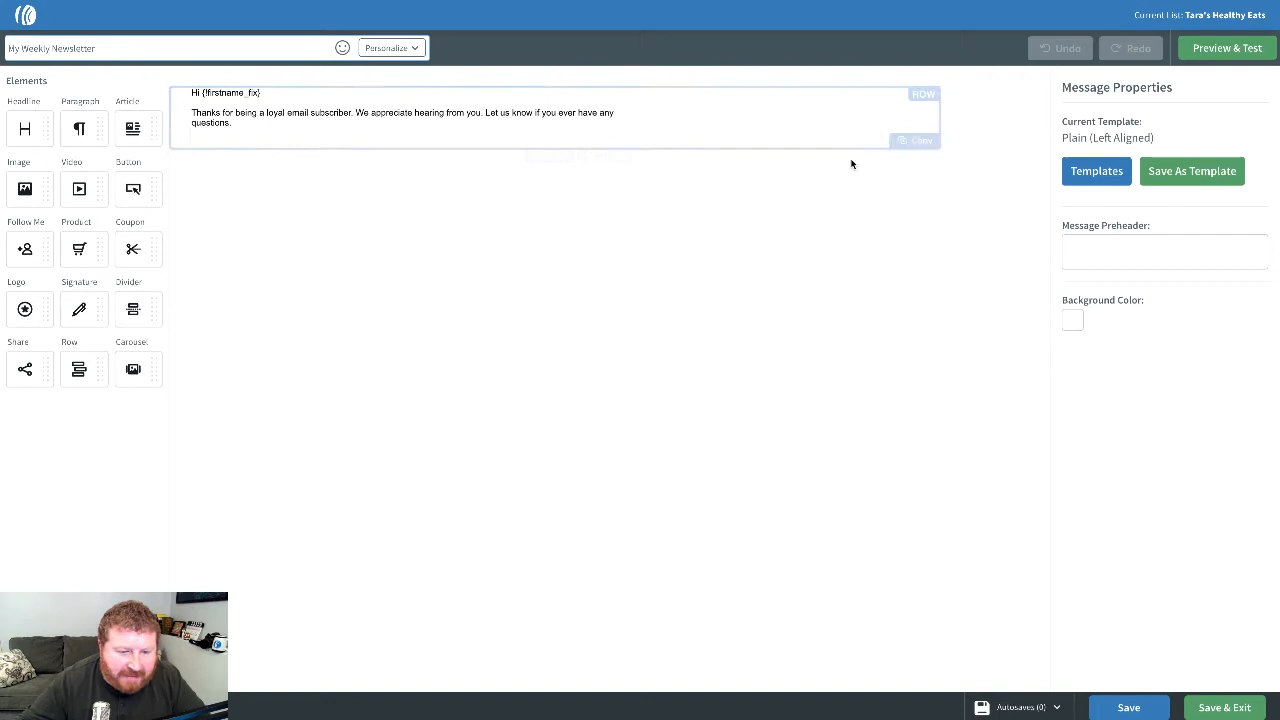 Current List: Tara's Healthy Eats
My Weekly Newsletter
Personalize
Undo
Redo
Preview & Test
Elements
Headline
Paragraph
Article
Image
Video
Button
Follow Me
Product
Coupon
Logo
Signature
Divider
Share
Row
Carousel
Hi {!firstname_fix}
ROW
Thanks for being a loyal email subscriber. We appreciate hearing from you. Let us know if you ever have any
questions.
Copy
Message Properties
Current Template:
Plain (Left Aligned)
Templates
Save As Template
Message Preheader:
Background Color:
Autosaves (0)
Save
Save & Exit